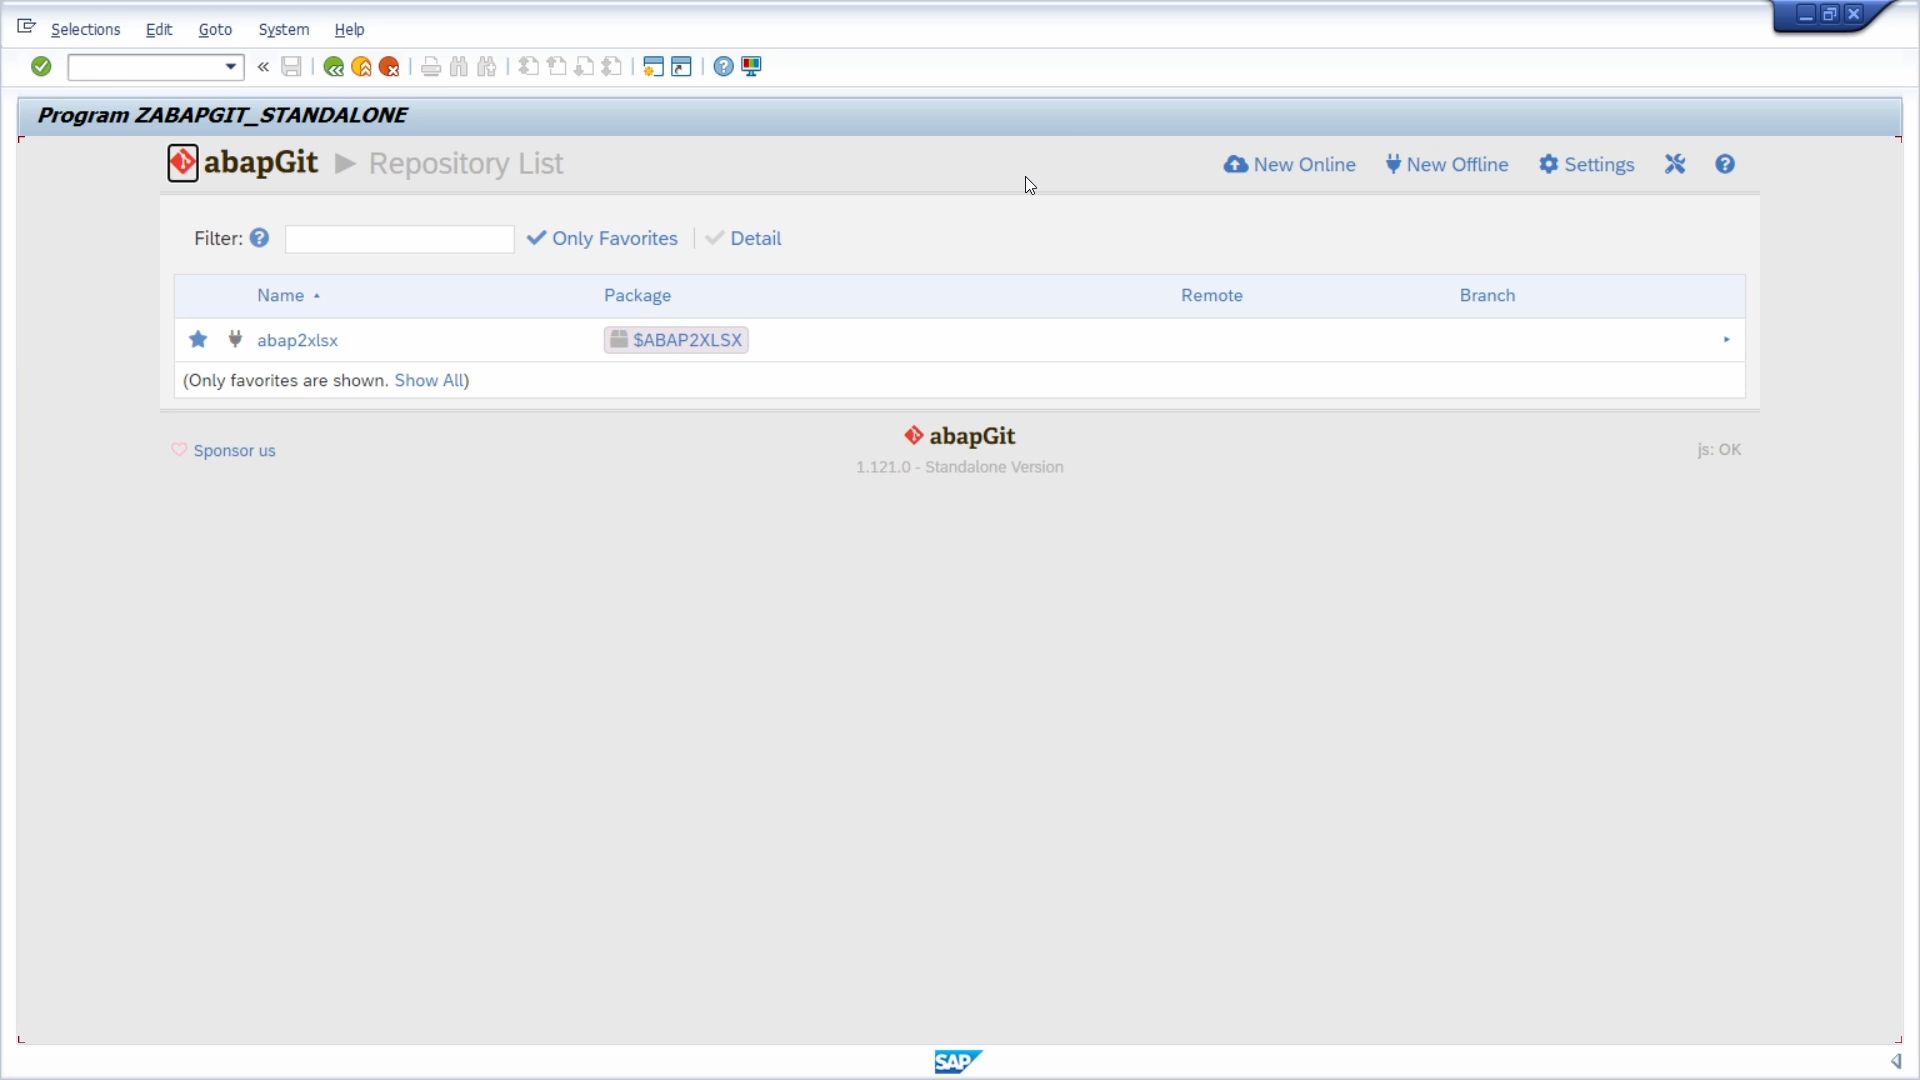 Selections Edit Goto System Help
Program ZABAPGIT_STANDALONE
abapGit Repository List New Online New Offline Settings
Filter: Only Favorites Detail
Name Package Remote Branch
abap2xlsx $ABAP2XLSX
(Only favorites are shown. Show All)
abapGit
Sponsor us js: OK
1.121.0 - Standalone Version
SAP